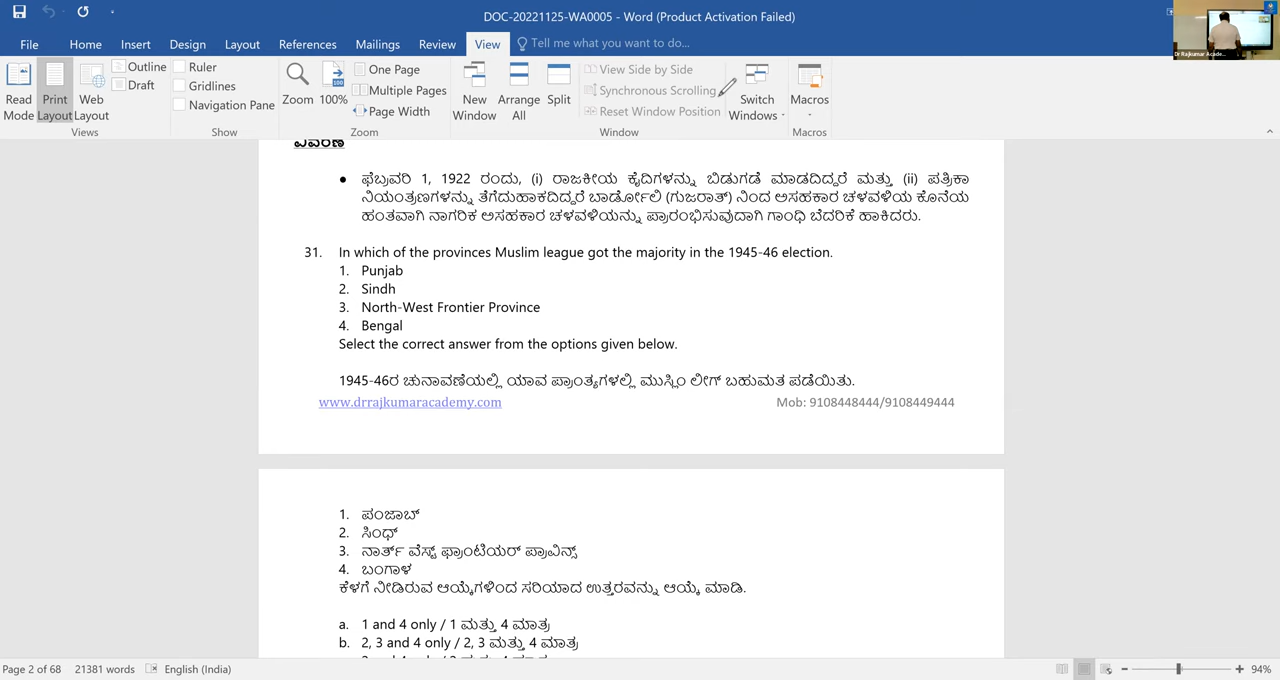 DOC-20221125-WA0005 - Word (Product Activation Failed)
File Home Insert Design Layout References Mailings Review View Tell me what you want to do...
Read Mode
Print Layout
Web Layout
Outline
Draft
Views
Ruler
Gridlines
Navigation Pane
Show
Zoom
100%
One Page
Multiple Pages
Page Width
Zoom
New Window
Arrange All
Split
View Side by Side
Synchronous Scrolling
Reset Window Position
Window
Switch Windows
Macros
Macros
Dr Rajkumar Acade...
ವಿವರಣೆ
• ಫೆಬ್ರವರಿ 1, 1922 ರಂದು, (i) ರಾಜಕೀಯ ಕೈದಿಗಳನ್ನು ಬಿಡುಗಡೆ ಮಾಡದಿದ್ದರೆ ಮತ್ತು (ii) ಪತ್ರಿಕಾ
ನಿಯಂತ್ರಣಗಳನ್ನು ತೆಗೆದುಹಾಕದಿದ್ದರೆ ಬಾರ್ಡೋಲಿ (ಗುಜರಾತ್) ನಿಂದ ಅಸಹಕಾರ ಚಳವಳಿಯ ಕೊನೆಯ
ಹಂತವಾಗಿ ನಾಗರಿಕ ಅಸಹಕಾರ ಚಳವಳಿಯನ್ನು ಪ್ರಾರಂಭಿಸುವುದಾಗಿ ಗಾಂಧಿ ಬೆದರಿಕೆ ಹಾಕಿದರು.
31. In which of the provinces Muslim league got the majority in the 1945-46 election.
1. Punjab
2. Sindh
3. North-West Frontier Province
4. Bengal
Select the correct answer from the options given below.
1945-46ರ ಚುನಾವಣೆಯಲ್ಲಿ ಯಾವ ಪ್ರಾಂತ್ಯಗಳಲ್ಲಿ ಮುಸ್ಲಿಂ ಲೀಗ್ ಬಹುಮತ ಪಡೆಯಿತು.
www.drrajkumaracademy.com Mob: 9108448444/9108449444
1. ಪಂಜಾಬ್
2. ಸಿಂಧ್
3. ನಾರ್ತ್ ವೆಸ್ಟ್ ಫ್ರಾಂಟಿಯರ್ ಪ್ರಾವಿನ್ಸ್
4. ಬಂಗಾಳ
ಕೆಳಗೆ ನೀಡಿರುವ ಆಯ್ಕೆಗಳಿಂದ ಸರಿಯಾದ ಉತ್ತರವನ್ನು ಆಯ್ಕೆ ಮಾಡಿ.
a. 1 and 4 only / 1 ಮತ್ತು 4 ಮಾತ್ರ
b. 2, 3 and 4 only / 2, 3 ಮತ್ತು 4 ಮಾತ್ರ
Page 2 of 68 21381 words English (India) 94%